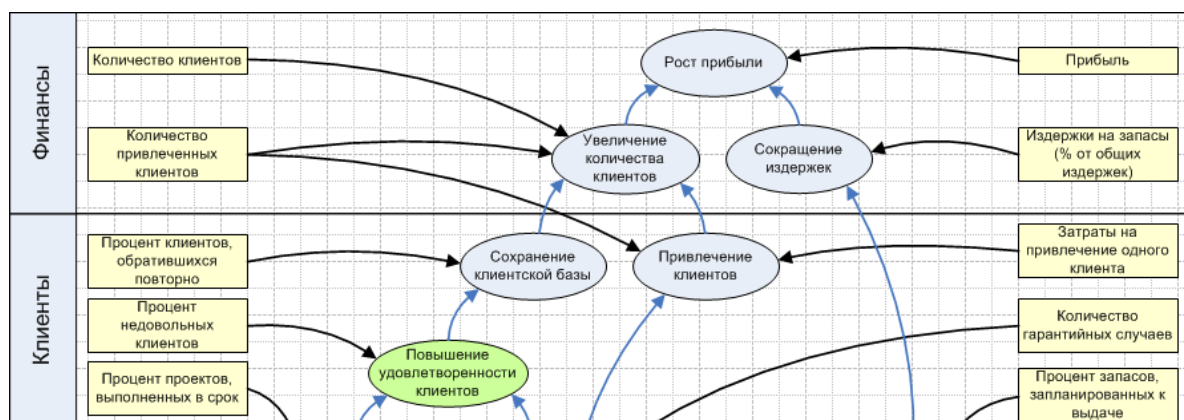 Финансы
Количество клиентов
Рост прибыли
Прибыль
Количество
привлеченных
клиентов
Увеличение
количества
клиентов
Сокращение
издержек
Издержки на запасы
(% от общих
издержек)
Клиенты
Процент клиентов,
обратившихся
повторно
Сохранение
клиентской базы
Привлечение
клиентов
Затраты на
привлечение одного
клиента
Процент
недовольных
клиентов
Количество
гарантийных случаев
Повышение
удовлетворенности
клиентов
Процент проектов,
выполненных в срок
Процент запасов,
запланированных к
выдаче